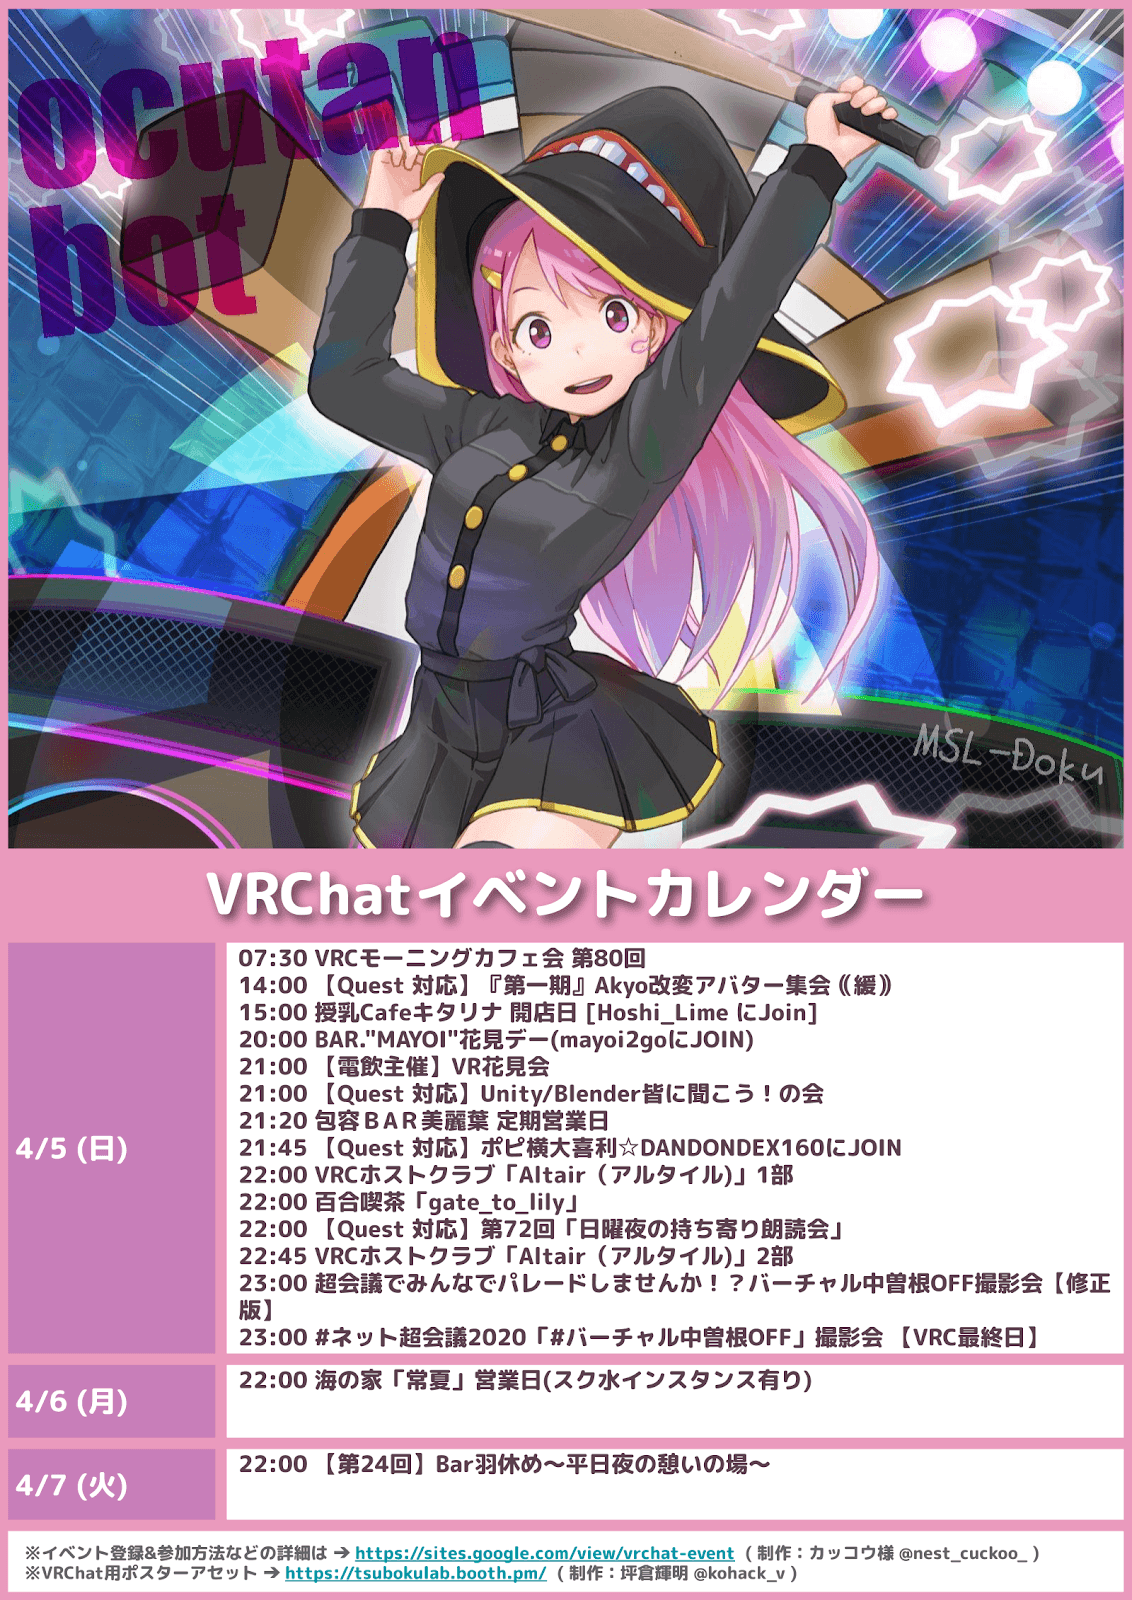 ocutan
bot
MSL-Doku
VRChatイベントカレンダー
4/5 (日)
07:30 VRCモーニングカフェ会 第80回
14:00 【Quest 対応】『第一期』Akyo改変アバター集会⸨緩⸩
15:00 授乳Cafeキタリナ 開店日 [Hoshi_Lime にJoin]
20:00 BAR."MAYOI"花見デー(mayoi2goにJOIN)
21:00 【電飲主催】VR花見会
21:00 【Quest 対応】Unity/Blender皆に聞こう！の会
21:20 包容ＢＡＲ美麗葉 定期営業日
21:45 【Quest 対応】ポピ横大喜利☆DANDONDEX160にJOIN
22:00 VRCホストクラブ「Altair（アルタイル)」1部
22:00 百合喫茶「gate_to_lily」
22:00 【Quest 対応】第72回「日曜夜の持ち寄り朗読会」
22:45 VRCホストクラブ「Altair（アルタイル)」2部
23:00 超会議でみんなでパレードしませんか！？バーチャル中曽根OFF撮影会【修正
版】
23:00 #ネット超会議2020「#バーチャル中曽根OFF」撮影会 【VRC最終日】
4/6 (月)
22:00 海の家「常夏」営業日(スク水インスタンス有り)
4/7 (火)
22:00 【第24回】Bar羽休め～平日夜の憩いの場～
※イベント登録&参加方法などの詳細は → https://sites.google.com/view/vrchat-event ( 制作：カッコウ様 @nest_cuckoo_ )
※VRChat用ポスターアセット → https://tsubokulab.booth.pm/ ( 制作：坪倉輝明 @kohack_v )